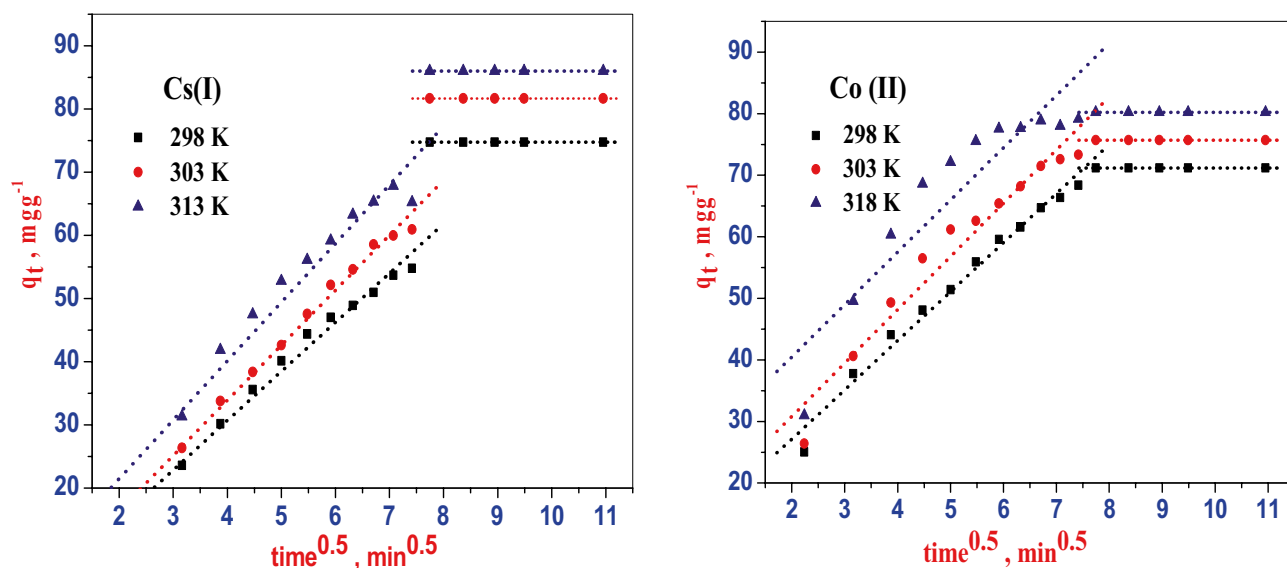 90
80
70
60
50
40
30
20
q_t , mgg^-1
Cs(I)
298 K
303 K
313 K
2 3 4 5 6 7 8 9 10 11
time^0.5, min^0.5
90
80
70
60
50
40
30
20
q_t , mgg^-1
Co (II)
298 K
303 K
318 K
2 3 4 5 6 7 8 9 10 11
time^0.5, min^0.5